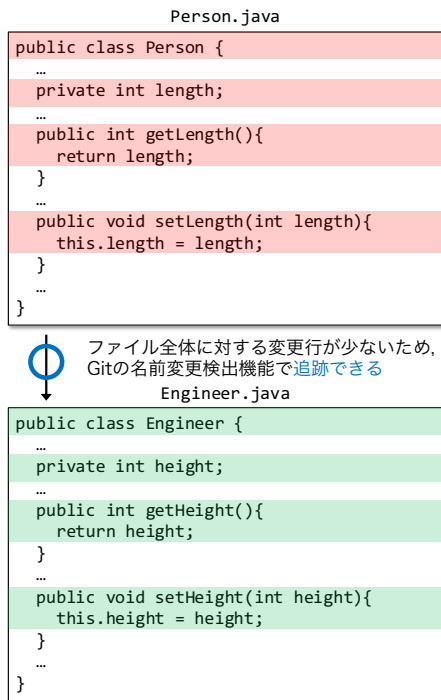 Person.java
public class Person {
…
private int length;
…
public int getLength(){
return length;
}
…
public void setLength(int length){
this.length = length;
}
…
}
ファイル全体に対する変更行が少ないため,
Gitの名前変更検出機能で追跡できる
Engineer.java
public class Engineer {
…
private int height;
…
public int getHeight(){
return height;
}
…
public void setHeight(int height){
this.height = height;
}
…
}